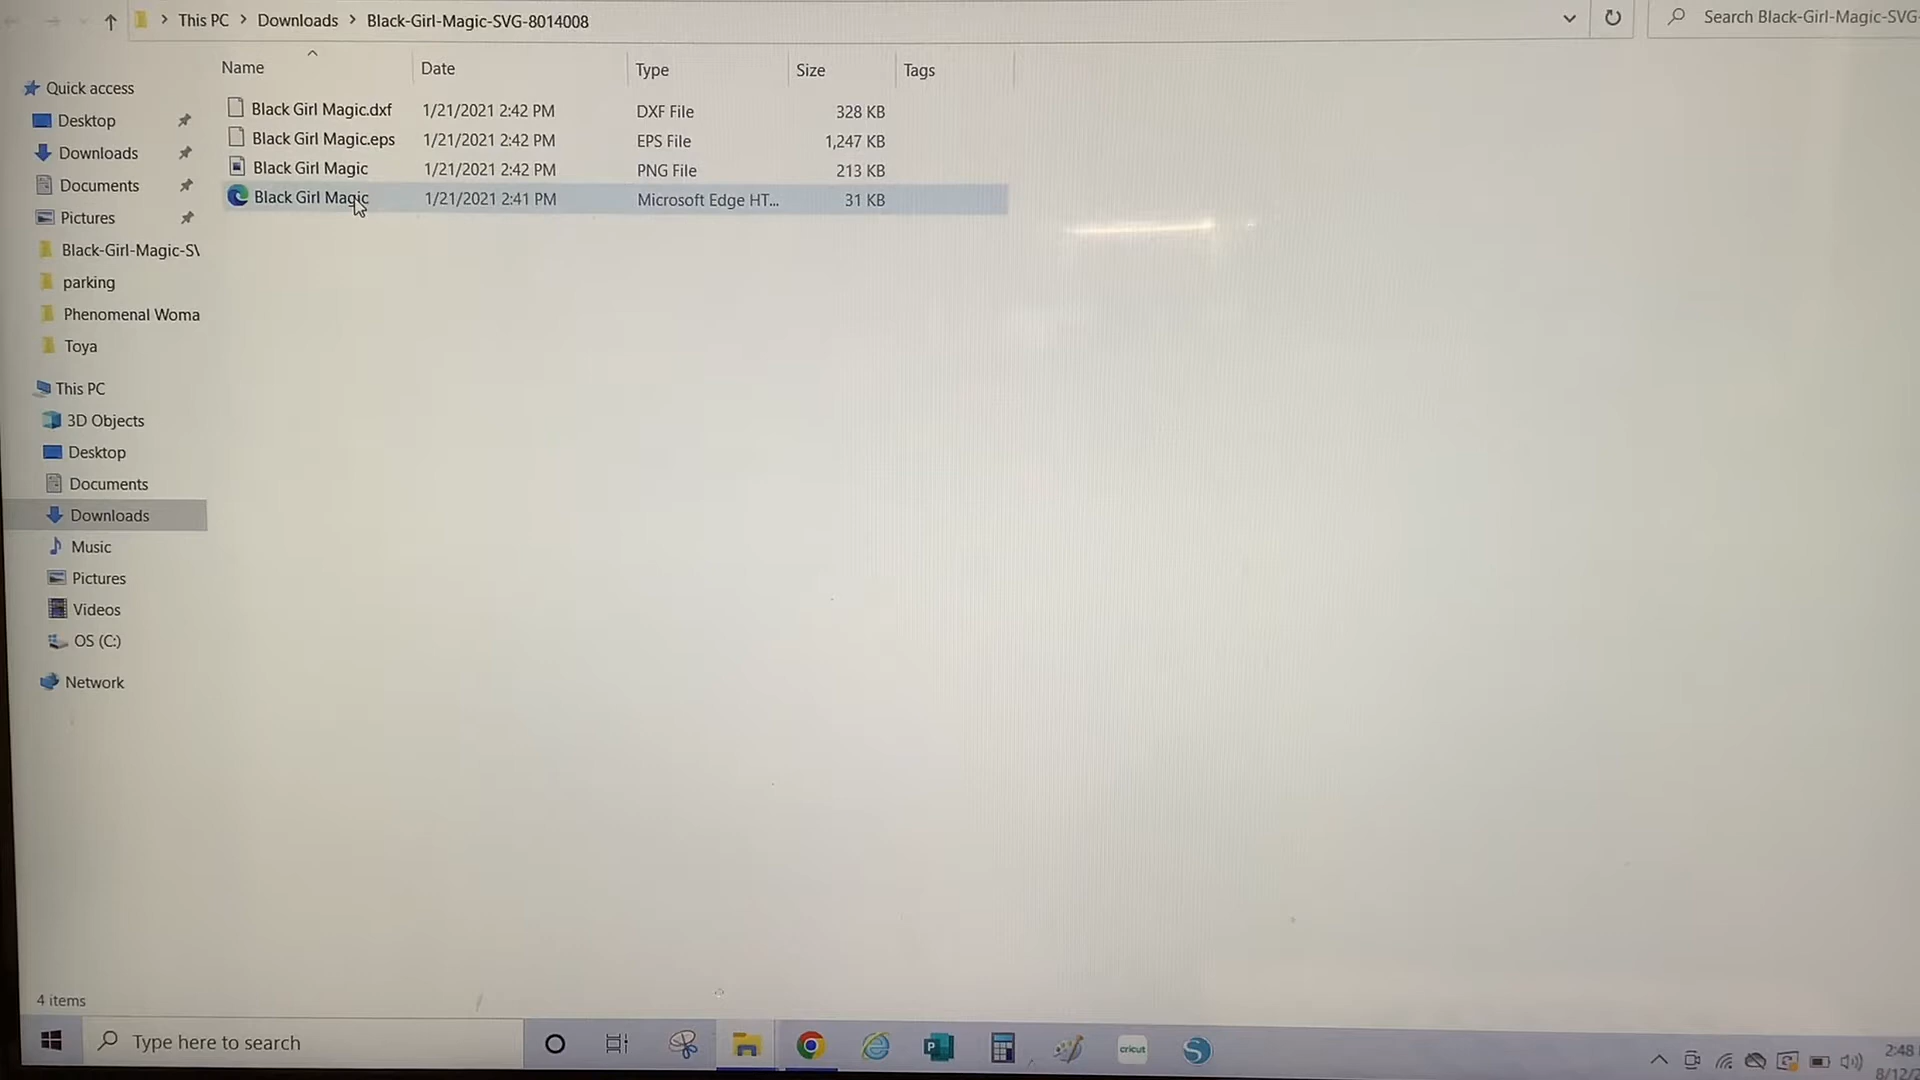 This PC > Downloads > Black-Girl-Magic-SVG-8014008
Search Black-Girl-Magic-SVG-
Name Date Type Size Tags
Black Girl Magic.dxf 1/21/2021 2:42 PM DXF File 328 KB
Black Girl Magic.eps 1/21/2021 2:42 PM EPS File 1,247 KB
Black Girl Magic 1/21/2021 2:42 PM PNG File 213 KB
Black Girl Magic 1/21/2021 2:41 PM Microsoft Edge HT... 31 KB
Quick access
Desktop
Downloads
Documents
Pictures
Black-Girl-Magic-S\
parking
Phenomenal Woma
Toya
This PC
3D Objects
Desktop
Documents
Downloads
Music
Pictures
Videos
OS (C:)
Network
4 items
Type here to search
cricut
2:48
8/12/2